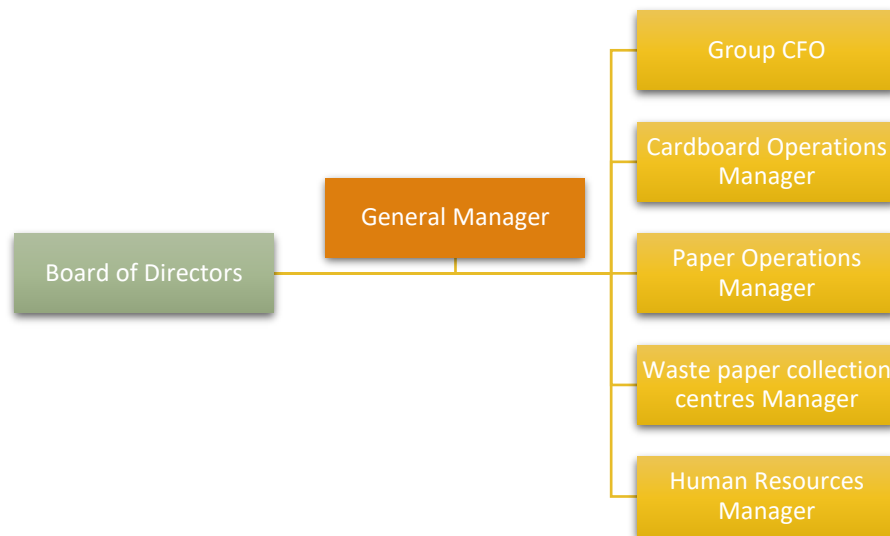 Board of Directors
General Manager
Group CFO
Cardboard Operations
Manager
Paper Operations
Manager
Waste paper collection
centres Manager
Human Resources
Manager